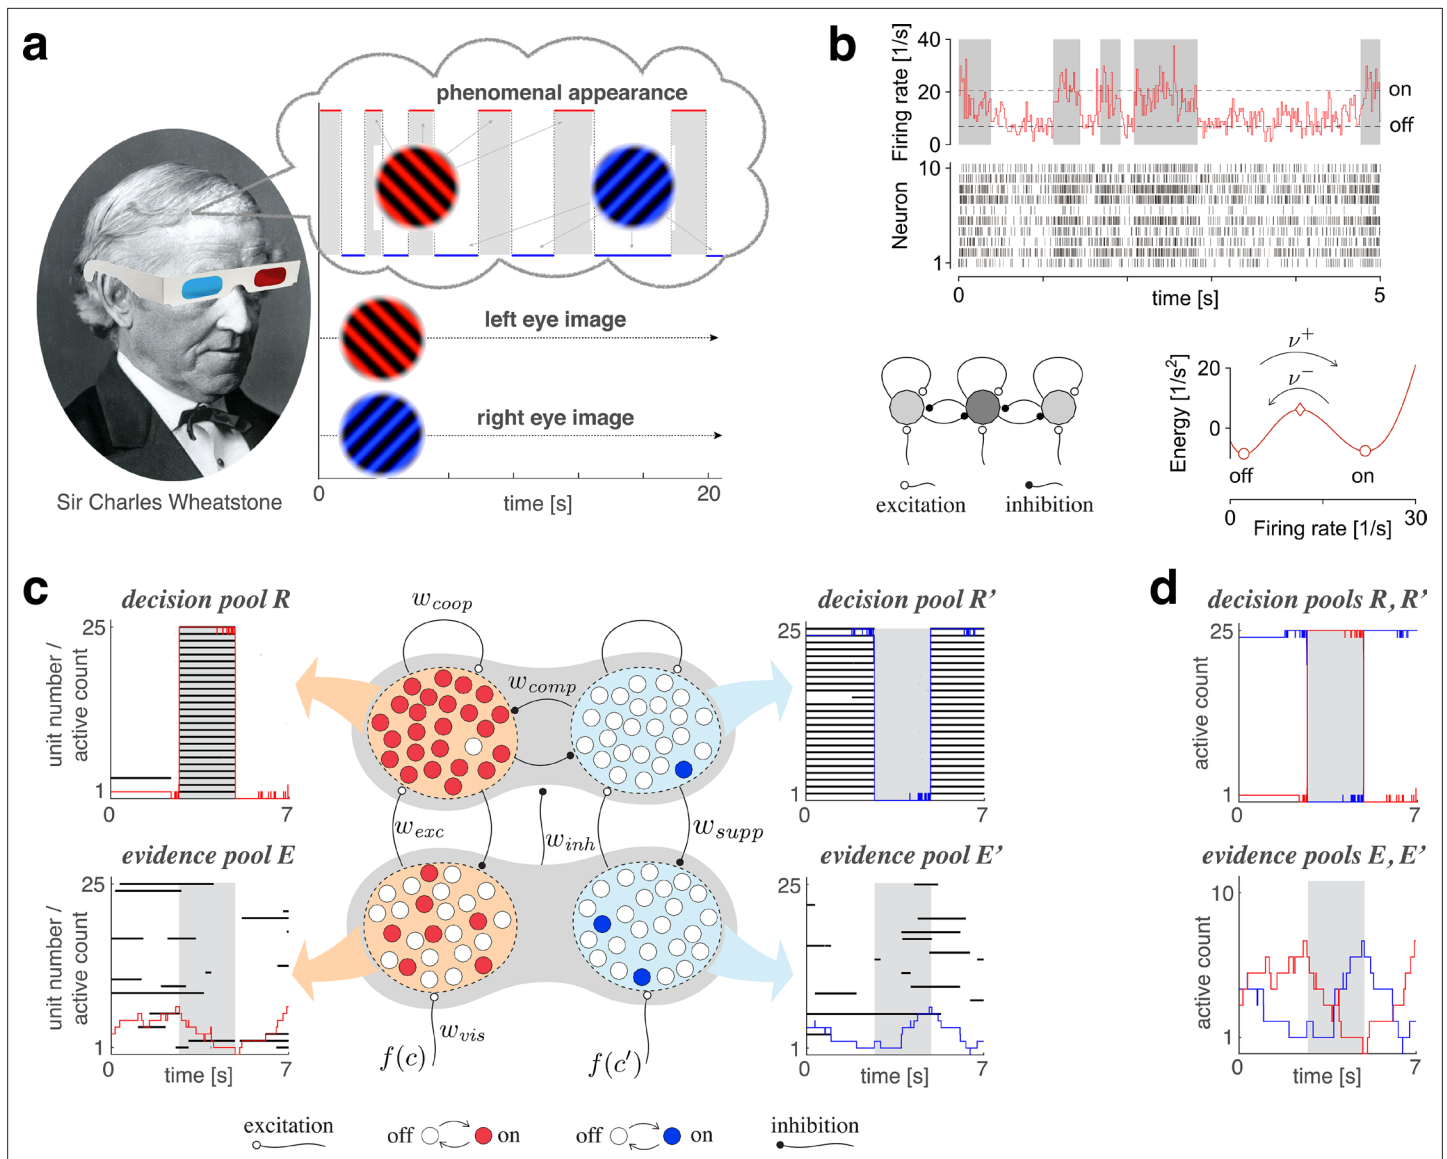 a
phenomenal appearance
left eye image
right eye image
0
20
time [s]
Sir Charles Wheatstone
b
Firing rate [1/s]
40
20
0
on
off
Neuron
10
1
0
5
time [s]
excitation
inhibition
Energy [1/s²]
20
0
ν⁺
ν⁻
off
on
0
30
Firing rate [1/s]
c
decision pool R
unit number /
active count
25
1
0
7
w_coop
w_comp
decision pool R’
25
1
0
7
w_exc
w_inh
w_supp
evidence pool E
unit number /
active count
25
1
0
7
time [s]
w_vis
f(c)
f(c′)
evidence pool E’
25
1
0
7
time [s]
excitation
off
on
off
on
inhibition
d
decision pools R, R’
active count
25
1
0
7
evidence pools E, E’
active count
10
1
0
7
time [s]